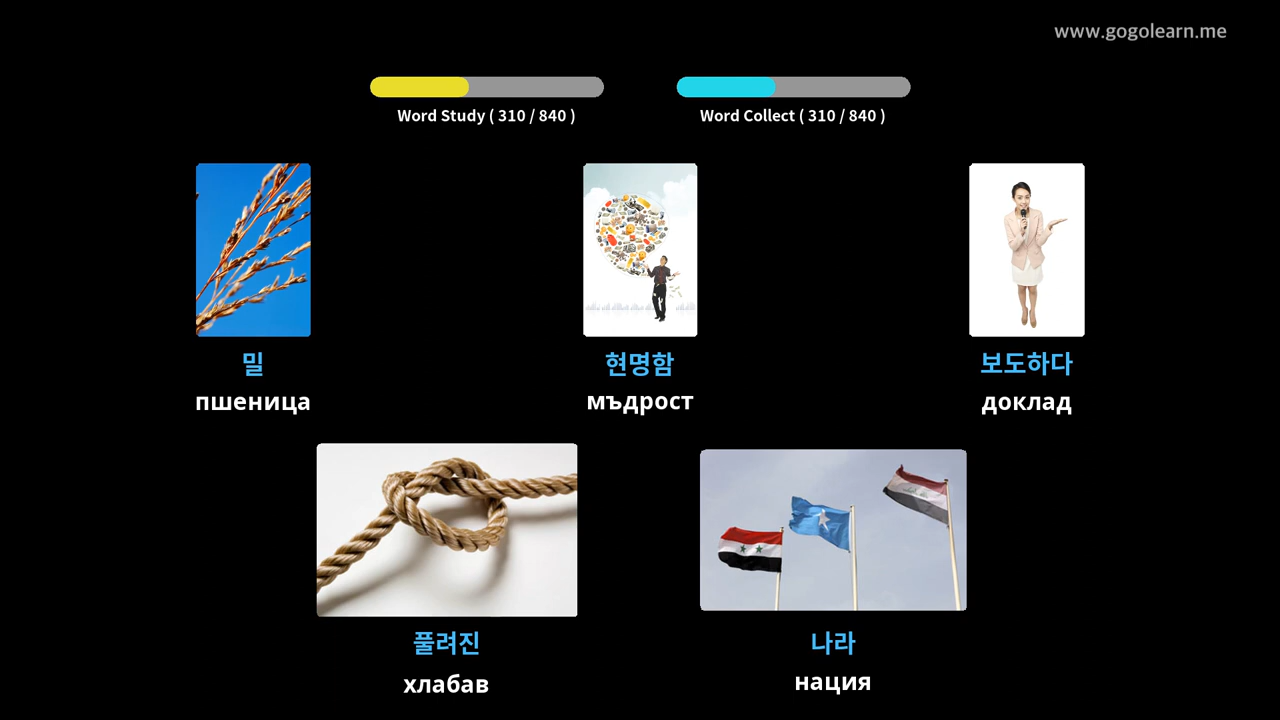 www.gogolearn.me
Word Study ( 310 / 840 )
Word Collect ( 310 / 840 )
밀
пшеница
현명함
мъдрост
보도하다
доклад
풀려진
хлабав
나라
нация